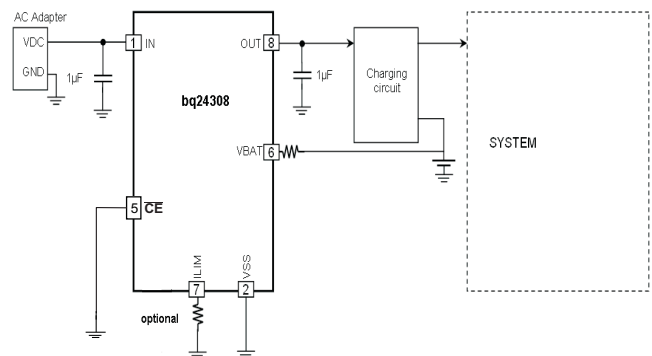 AC Adapter
VDC
GND
1µF
1
IN
OUT
8
1µF
Charging
circuit
bq24308
VBAT
6
SYSTEM
5
CE
ILIM
VSS
7
2
optional